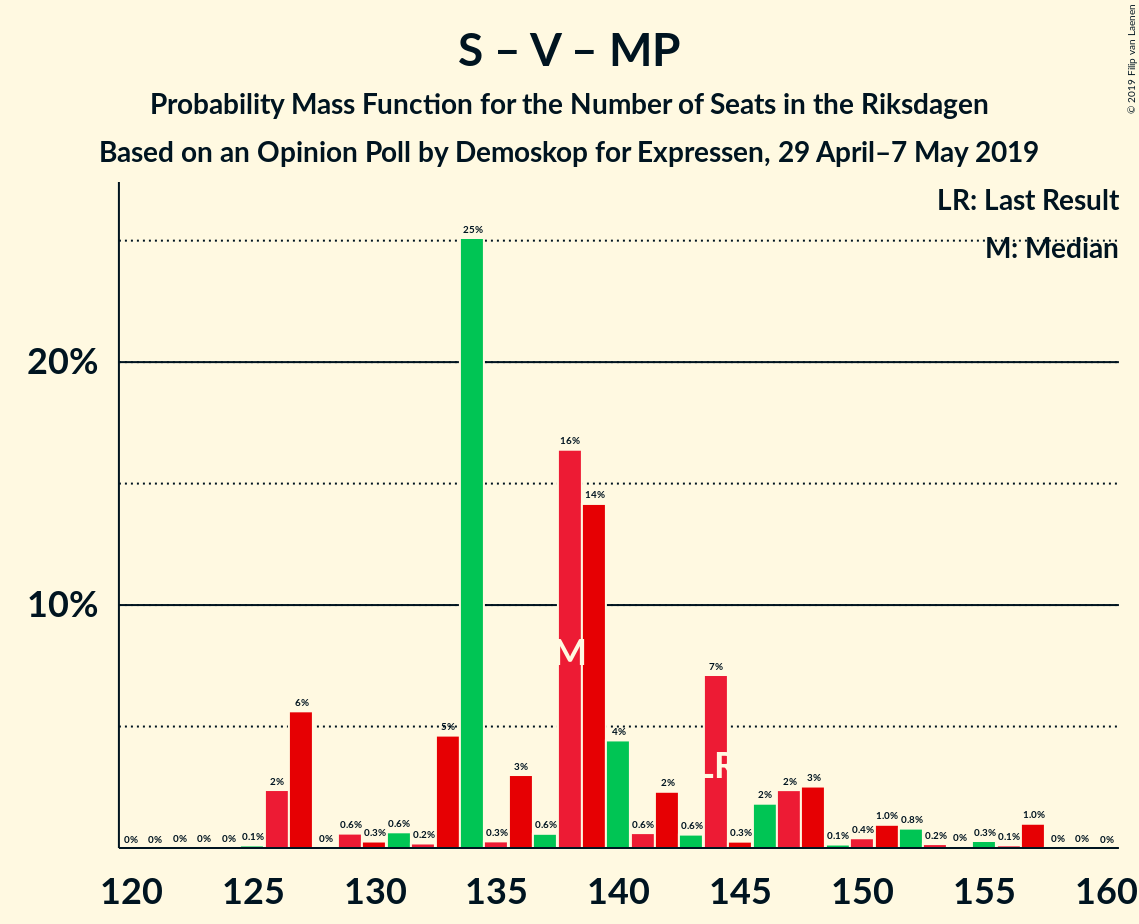 S – V – MP
Probability Mass Function for the Number of Seats in the Riksdagen
Based on an Opinion Poll by Demoskop for Expressen, 29 April–7 May 2019
© 2019 Filip van Laenen
LR: Last Result
M: Median
20%
10%
0% 0% 0% 0% 0% 0.1% 2% 6% 0% 0.6% 0.3% 0.6% 0.2% 5% 25% 0.3% 3% 0.6% 16% 14% 4% 0.6% 2% 0.6% 7% 0.3% 2% 2% 3% 0.1% 0.4% 1.0% 0.8% 0.2% 0% 0.3% 0.1% 1.0% 0% 0% 0%
M
LR
120 125 130 135 140 145 150 155 160